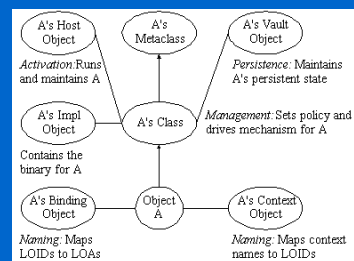 A's Host
Object
A's
Metaclass
A's Vault
Object
Activation:Runs
and maintains A
Persistence: Maintains
A's persistent state
A's Impl
Object
A's Class
Management: Sets policy and
drives mechanism for A
Contains the
binary for A
A's Binding
Object
Object
A
A's Context
Object
Naming: Maps
LOIDs to LOAs
Naming: Maps context
names to LOIDs